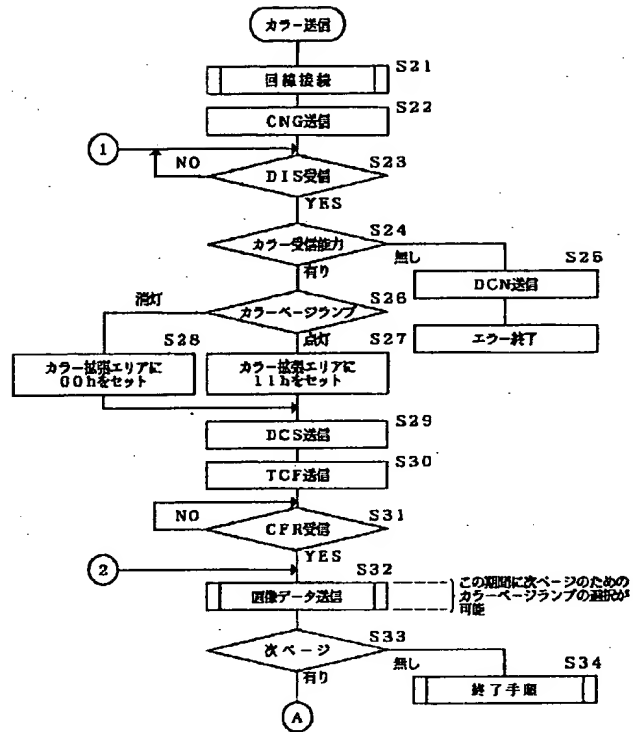 カラー送信
回線接続
S21
CNG送信
S22
1
NO
DIS受信
S23
YES
カラー受信能力
S24
無し
有り
DCN送信
S25
エラー終了
カラーページランプ
S26
消灯
点灯
S28
カラー拡張エリアに
00hをセット
S27
カラー拡張エリアに
11hをセット
DCS送信
S29
TCF送信
S30
NO
CFR受信
S31
YES
2
S32
画像データ送信
この期間に次ページのための
カラーページランプの選択が
可能
次ページ
S33
無し
有り
S34
終了手順
A